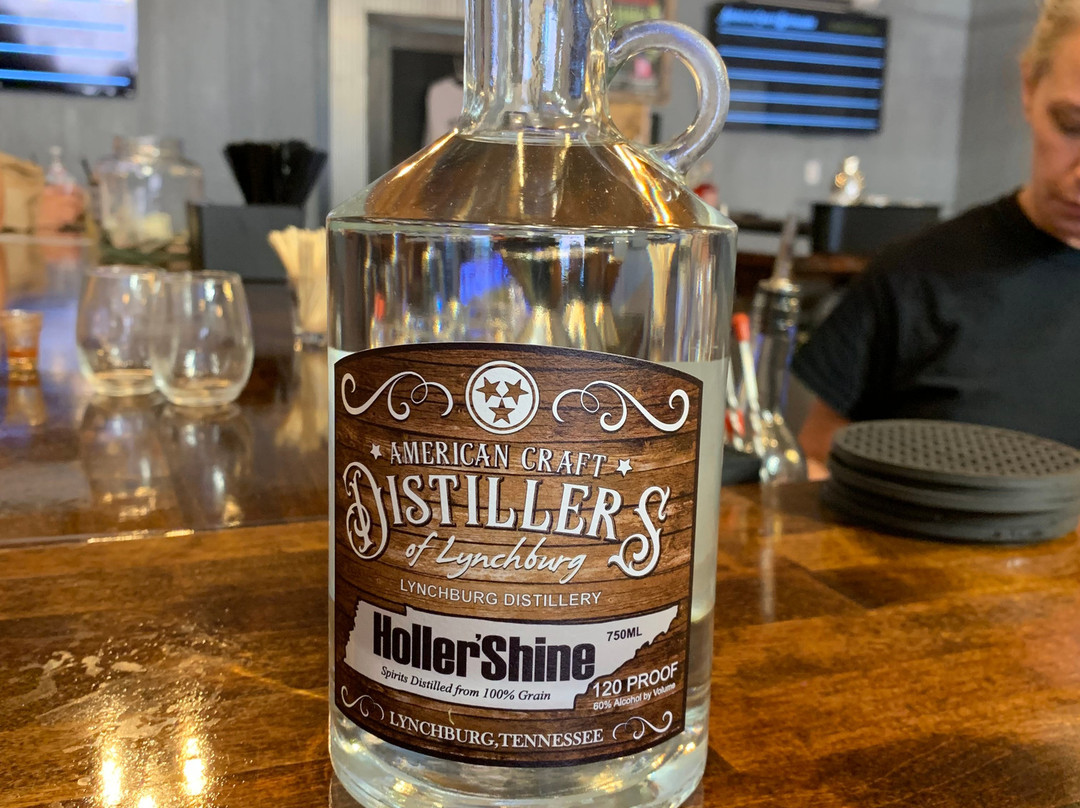 AMERICAN CRAFT
DISTILLERS
of Lynchburg
LYNCHBURG DISTILLERY
Holler'Shine
750ML
Spirits Distilled from 100% Grain
120 PROOF
60% Alcohol by Volume
LYNCHBURG, TENNESSEE